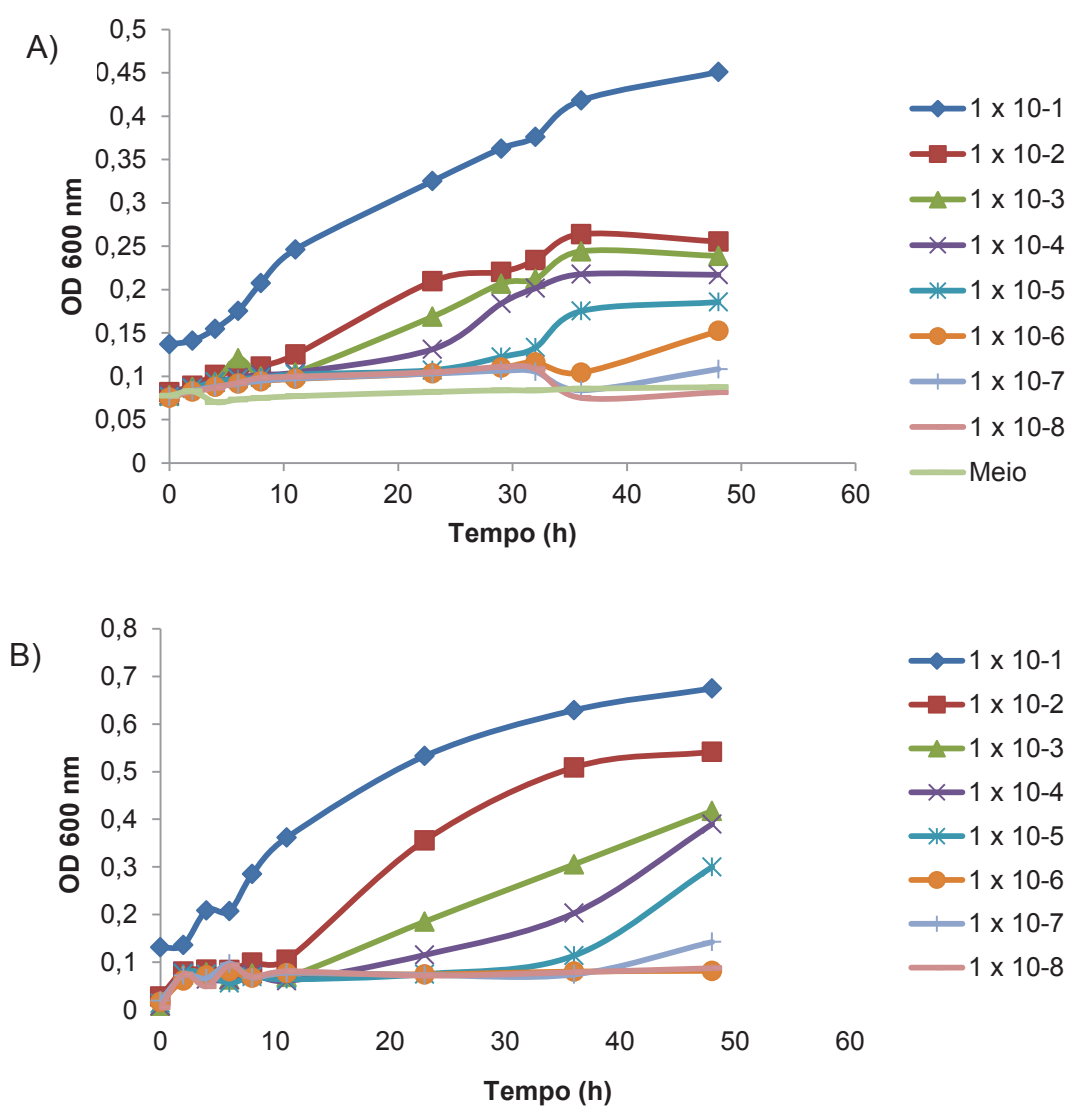 A)
0,5
0,45
0,4
0,35
0,3
0,25
0,2
0,15
0,1
0,05
0
OD 600 nm
0 10 20 30 40 50 60
Tempo (h)
1 x 10-1
1 x 10-2
1 x 10-3
1 x 10-4
1 x 10-5
1 x 10-6
1 x 10-7
1 x 10-8
Meio
B)
0,8
0,7
0,6
0,5
0,4
0,3
0,2
0,1
0
OD 600 nm
0 10 20 30 40 50 60
Tempo (h)
1 x 10-1
1 x 10-2
1 x 10-3
1 x 10-4
1 x 10-5
1 x 10-6
1 x 10-7
1 x 10-8